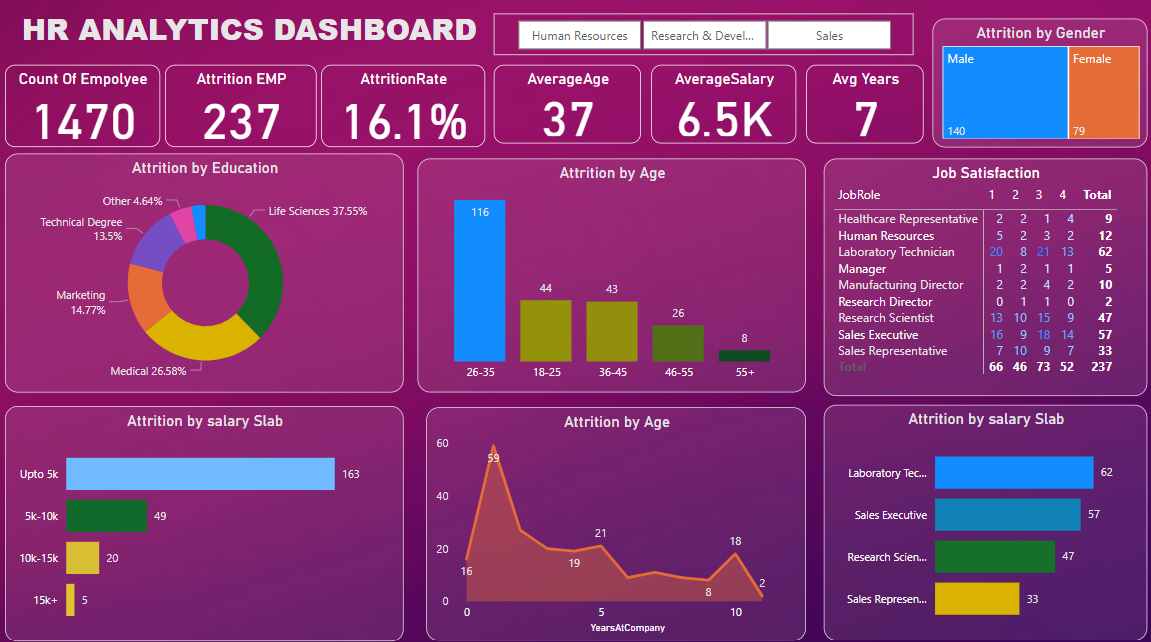 HR ANALYTICS DASHBOARD
Human Resources
Research & Devel...
Sales
Attrition by Gender
Male
Female
140
79
Count Of Empolyee
1470
Attrition EMP
237
AttritionRate
16.1%
AverageAge
37
AverageSalary
6.5K
Avg Years
7
Attrition by Education
Other 4.64%
Life Sciences 37.55%
Technical Degree
13.5%
Marketing
14.77%
Medical 26.58%
Attrition by Age
116
44
43
26
8
26-35
18-25
36-45
46-55
55+
Job Satisfaction
JobRole 1 2 3 4 Total
Healthcare Representative 2 2 1 4 9
Human Resources 5 2 3 2 12
Laboratory Technician 20 8 21 13 62
Manager 1 2 1 1 5
Manufacturing Director 2 2 4 2 10
Research Director 0 1 1 0 2
Research Scientist 13 10 15 9 47
Sales Executive 16 9 18 14 57
Sales Representative 7 10 9 7 33
Total 66 46 73 52 237
Attrition by salary Slab
Upto 5k 163
5k-10k 49
10k-15k 20
15k+ 5
Attrition by Age
60
40
20
0
16
59
19
21
8
18
2
0
5
10
YearsAtCompany
Attrition by salary Slab
Laboratory Tec... 62
Sales Executive 57
Research Scien... 47
Sales Represen... 33